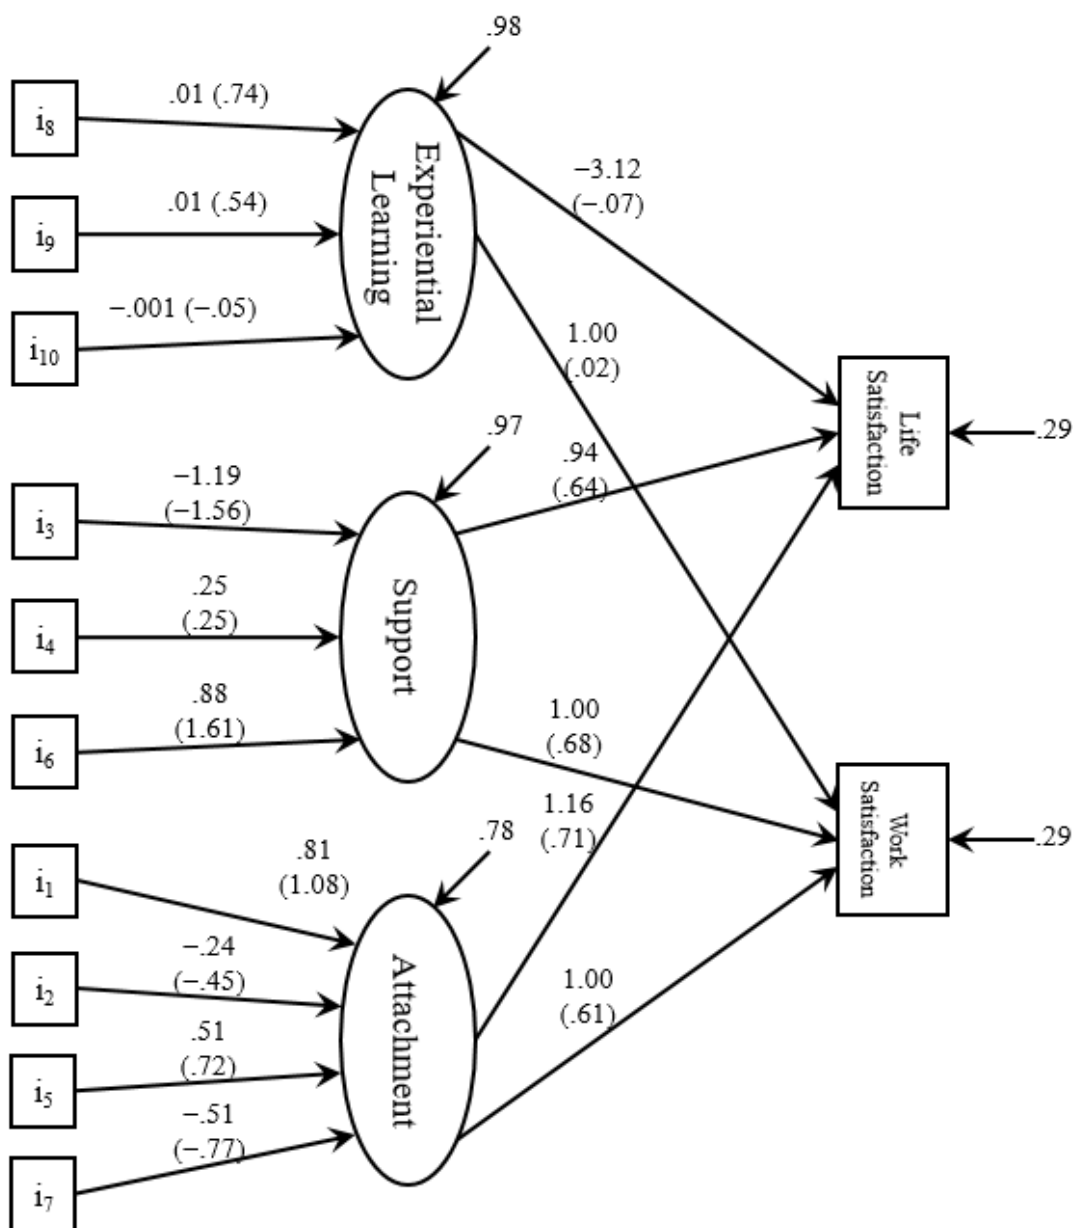 .98
i8
.01 (.74)
i9
.01 (.54)
i10
−.001 (−.05)
Experiential
Learning
−3.12
(−.07)
1.00
(.02)
Life
Satisfaction
.29
.97
i3
−1.19
(−1.56)
i4
.25
(.25)
i6
.88
(1.61)
Support
.94
(.64)
1.00
(.68)
Work
Satisfaction
.29
.78
i1
.81
(1.08)
i2
−.24
(−.45)
i5
.51
(.72)
i7
−.51
(−.77)
Attachment
1.16
(.71)
1.00
(.61)